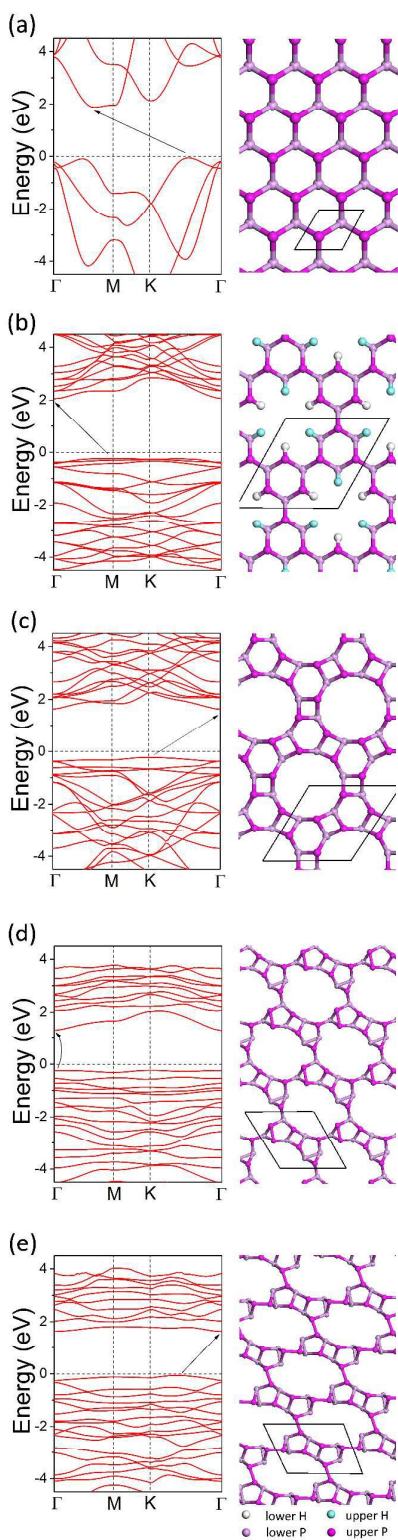 (a)
Energy (eV)
4
2
0
-2
-4
Γ M K Γ
(b)
Energy (eV)
4
2
0
-2
-4
Γ M K Γ
(c)
Energy (eV)
4
2
0
-2
-4
Γ M K Γ
(d)
Energy (eV)
4
2
0
-2
-4
Γ M K Γ
(e)
Energy (eV)
4
2
0
-2
-4
Γ M K Γ
lower H upper H
lower P upper P